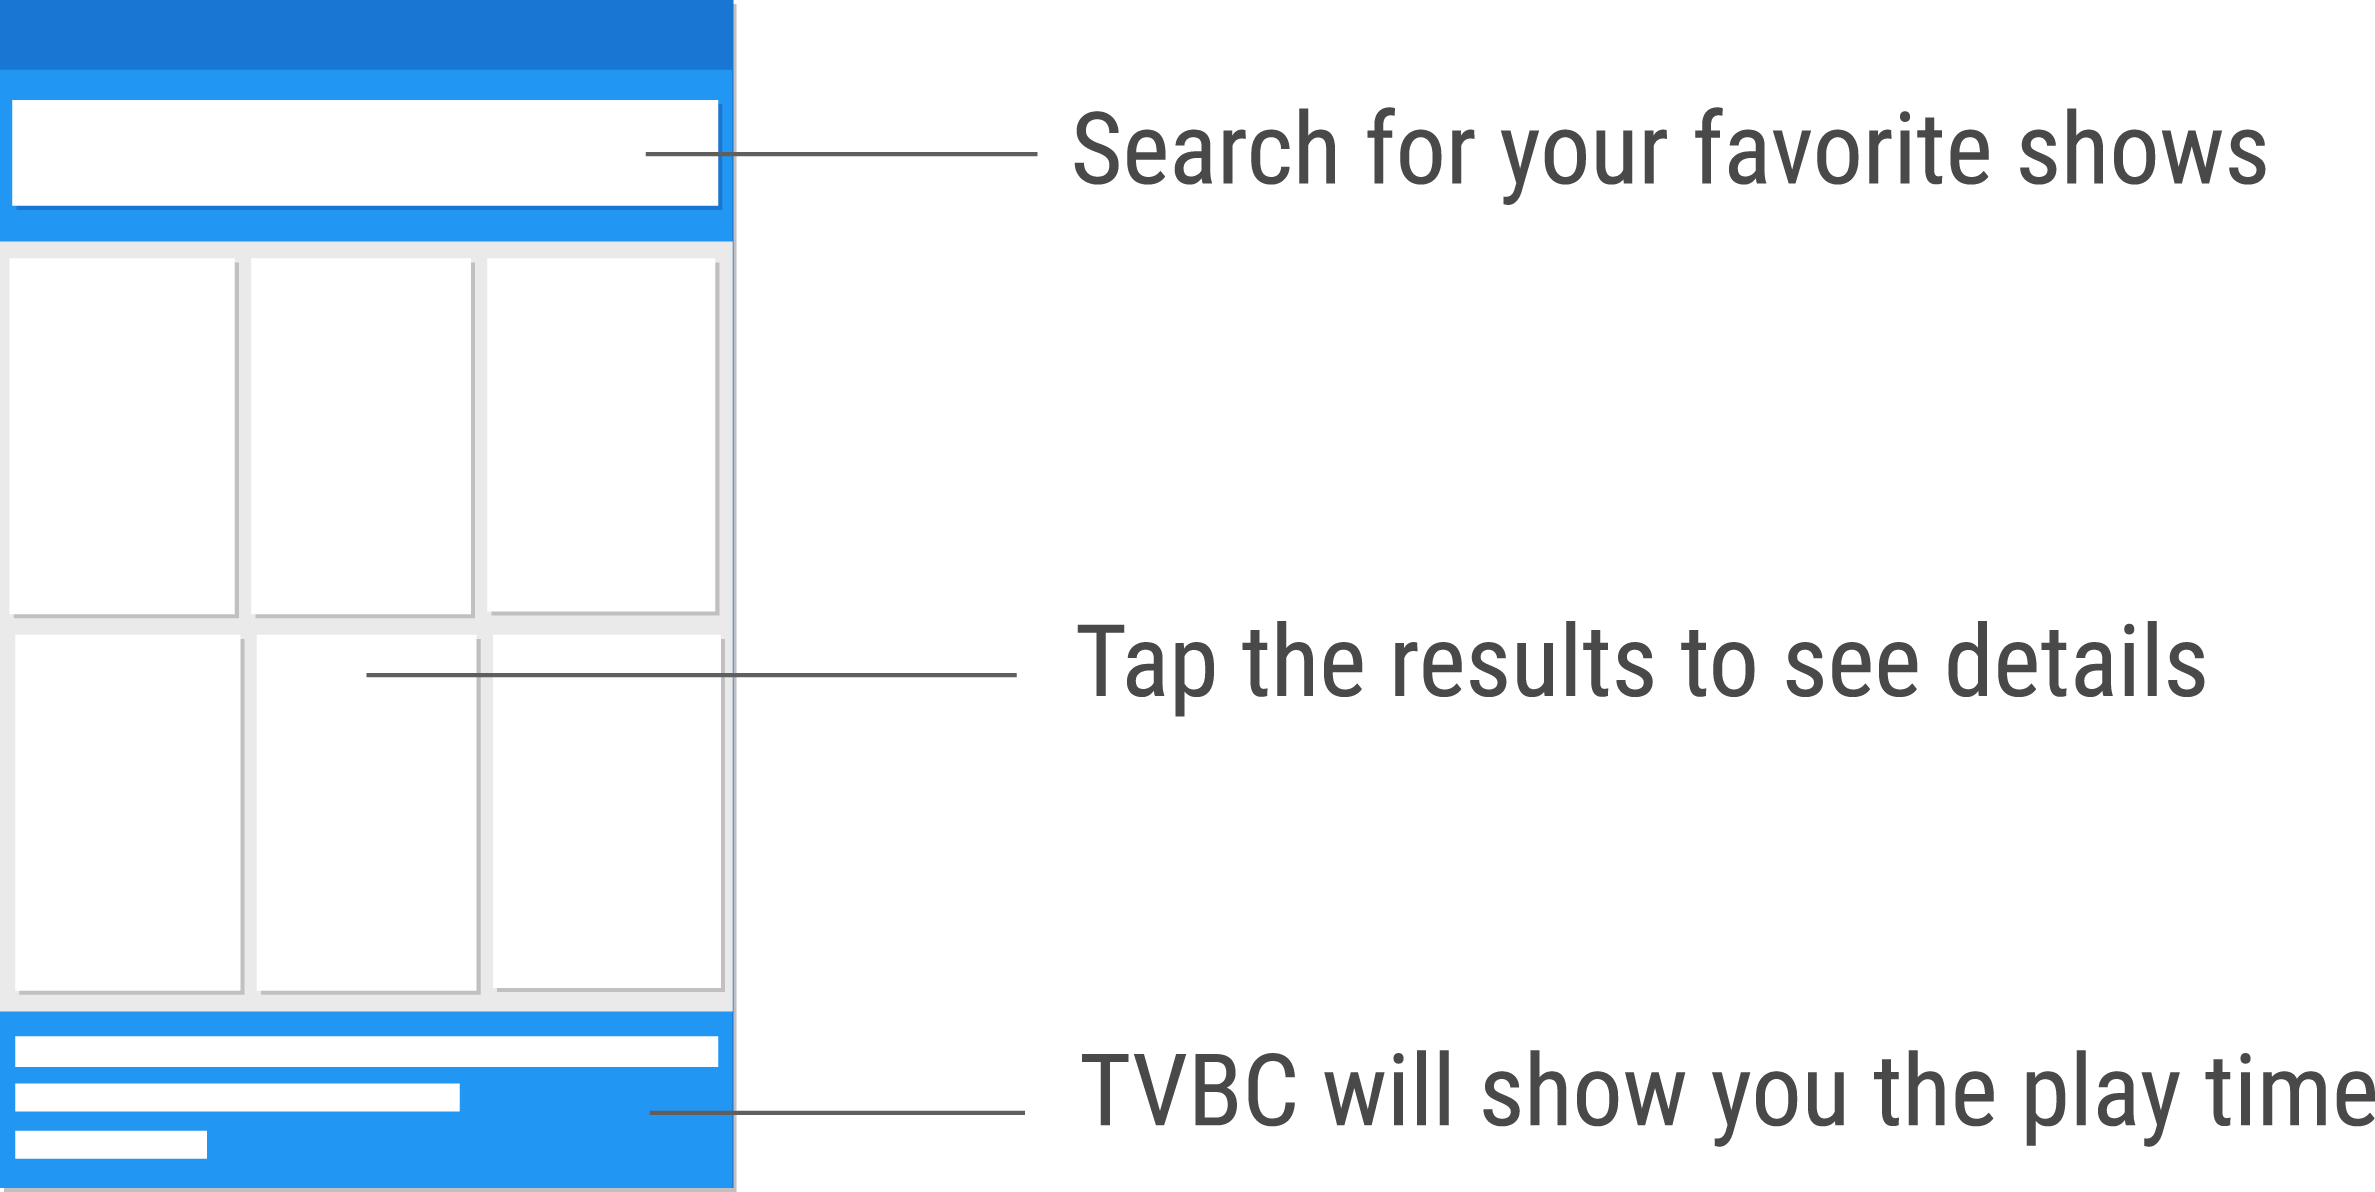 Search for your favorite shows
Tap the results to see details
TVBC will show you the play time